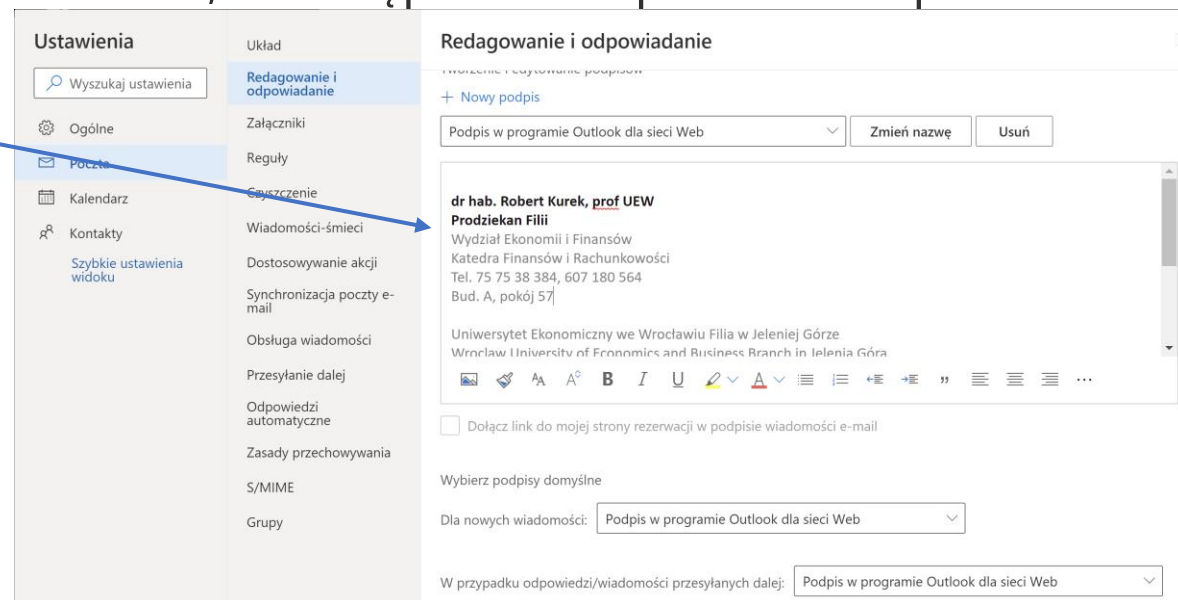 Ustawienia
Wyszukaj ustawienia
Ogólne
Poczta
Kalendarz
Kontakty
Szybkie ustawienia
widoku
Układ
Redagowanie i
odpowiadanie
Załączniki
Reguły
Czyszczenie
Wiadomości-śmieci
Dostosowywanie akcji
Synchronizacja poczty e-
mail
Obsługa wiadomości
Przesyłanie dalej
Odpowiedzi
automatyczne
Zasady przechowywania
S/MIME
Grupy
Redagowanie i odpowiadanie
Tworzenie i edytowanie podpisów
+ Nowy podpis
Podpis w programie Outlook dla sieci Web
Zmień nazwę
Usuń
dr hab. Robert Kurek, prof UEW
Prodziekan Filii
Wydział Ekonomii i Finansów
Katedra Finansów i Rachunkowości
Tel. 75 75 38 384, 607 180 564
Bud. A, pokój 57
Uniwersytet Ekonomiczny we Wrocławiu Filia w Jeleniej Górze
Wroclaw University of Economics and Business Branch in Jelenia Góra
Dołącz link do mojej strony rezerwacji w podpisie wiadomości e-mail
Wybierz podpisy domyślne
Dla nowych wiadomości: Podpis w programie Outlook dla sieci Web
W przypadku odpowiedzi/wiadomości przesyłanych dalej: Podpis w programie Outlook dla sieci Web